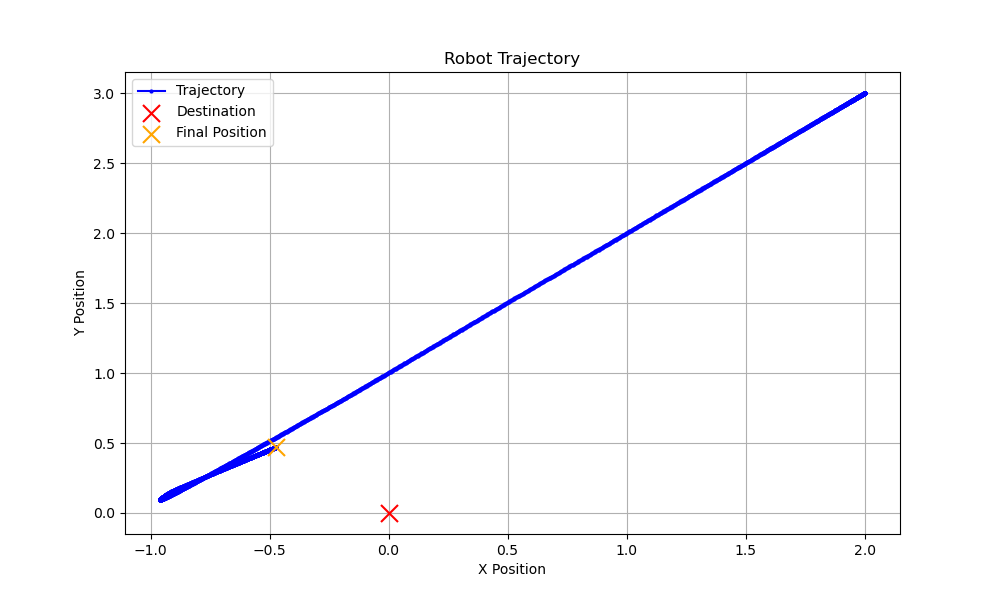 Robot Trajectory
Trajectory
Destination
Final Position
3.0
2.5
2.0
1.5
1.0
0.5
0.0
Y Position
−1.0 −0.5 0.0 0.5 1.0 1.5 2.0
X Position